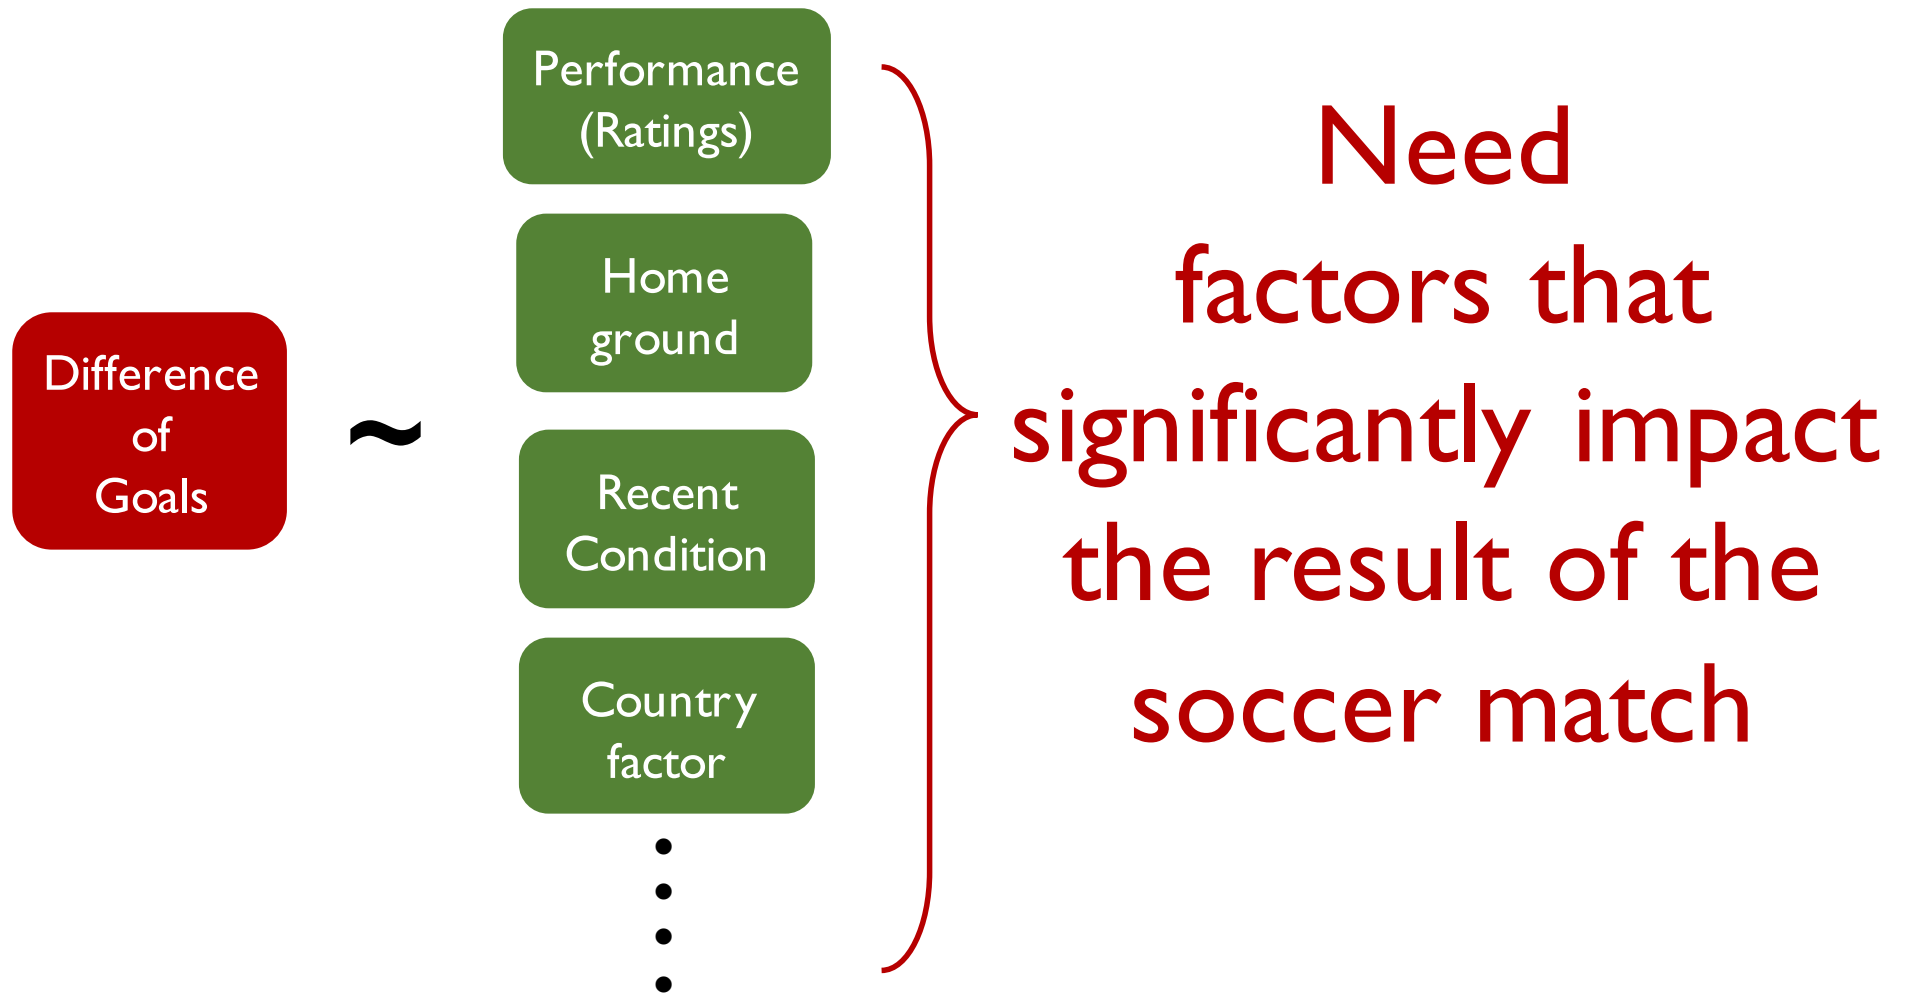 Difference
of
Goals
~
Performance
(Ratings)
Home
ground
Recent
Condition
Country
factor
Need
factors that
significantly impact
the result of the
soccer match